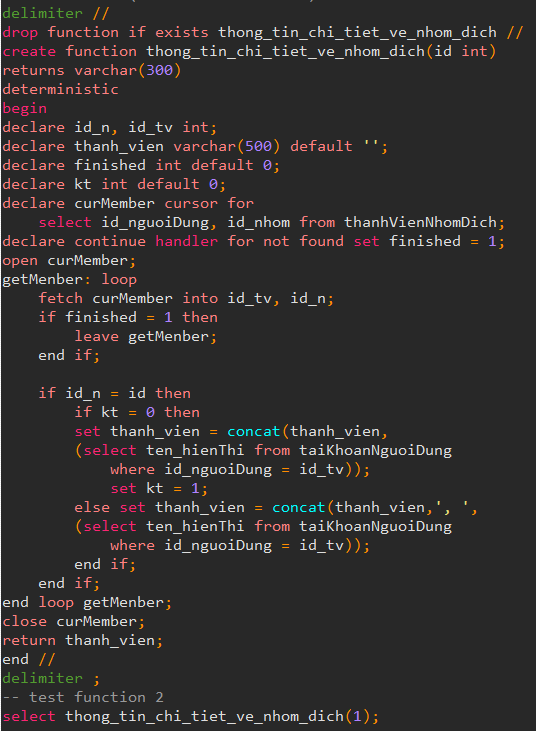 delimiter //
drop function if exists thong_tin_chi_tiet_ve_nhom_dich //
create function thong_tin_chi_tiet_ve_nhom_dich(id int)
returns varchar(300)
deterministic
begin
declare id_n, id_tv int;
declare thanh_vien varchar(500) default '';
declare finished int default 0;
declare kt int default 0;
declare curMember cursor for
    select id_nguoiDung, id_nhom from thanhVienNhomDich;
declare continue handler for not found set finished = 1;
open curMember;
getMenber: loop
    fetch curMember into id_tv, id_n;
    if finished = 1 then
        leave getMenber;
    end if;

    if id_n = id then
        if kt = 0 then
        set thanh_vien = concat(thanh_vien,
        (select ten_hienThi from taiKhoanNguoiDung
            where id_nguoiDung = id_tv));
            set kt = 1;
        else set thanh_vien = concat(thanh_vien,', ',
        (select ten_hienThi from taiKhoanNguoiDung
            where id_nguoiDung = id_tv));
        end if;
    end if;
end loop getMenber;
close curMember;
return thanh_vien;
end //
delimiter ;
-- test function 2
select thong_tin_chi_tiet_ve_nhom_dich(1);